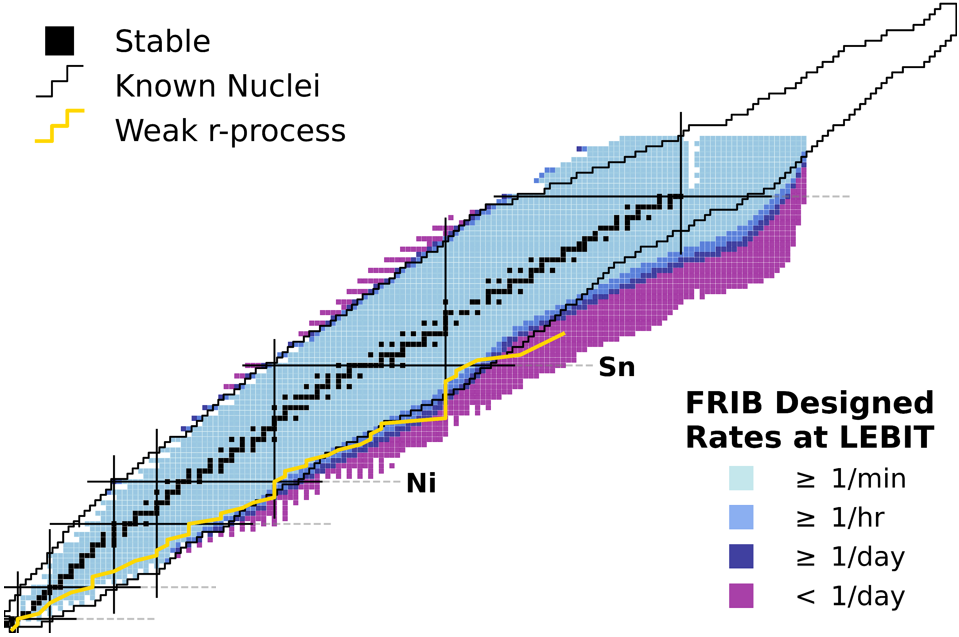 Stable
Known Nuclei
Weak r-process
Sn
Ni
FRIB Designed
Rates at LEBIT
≥ 1/min
≥ 1/hr
≥ 1/day
< 1/day